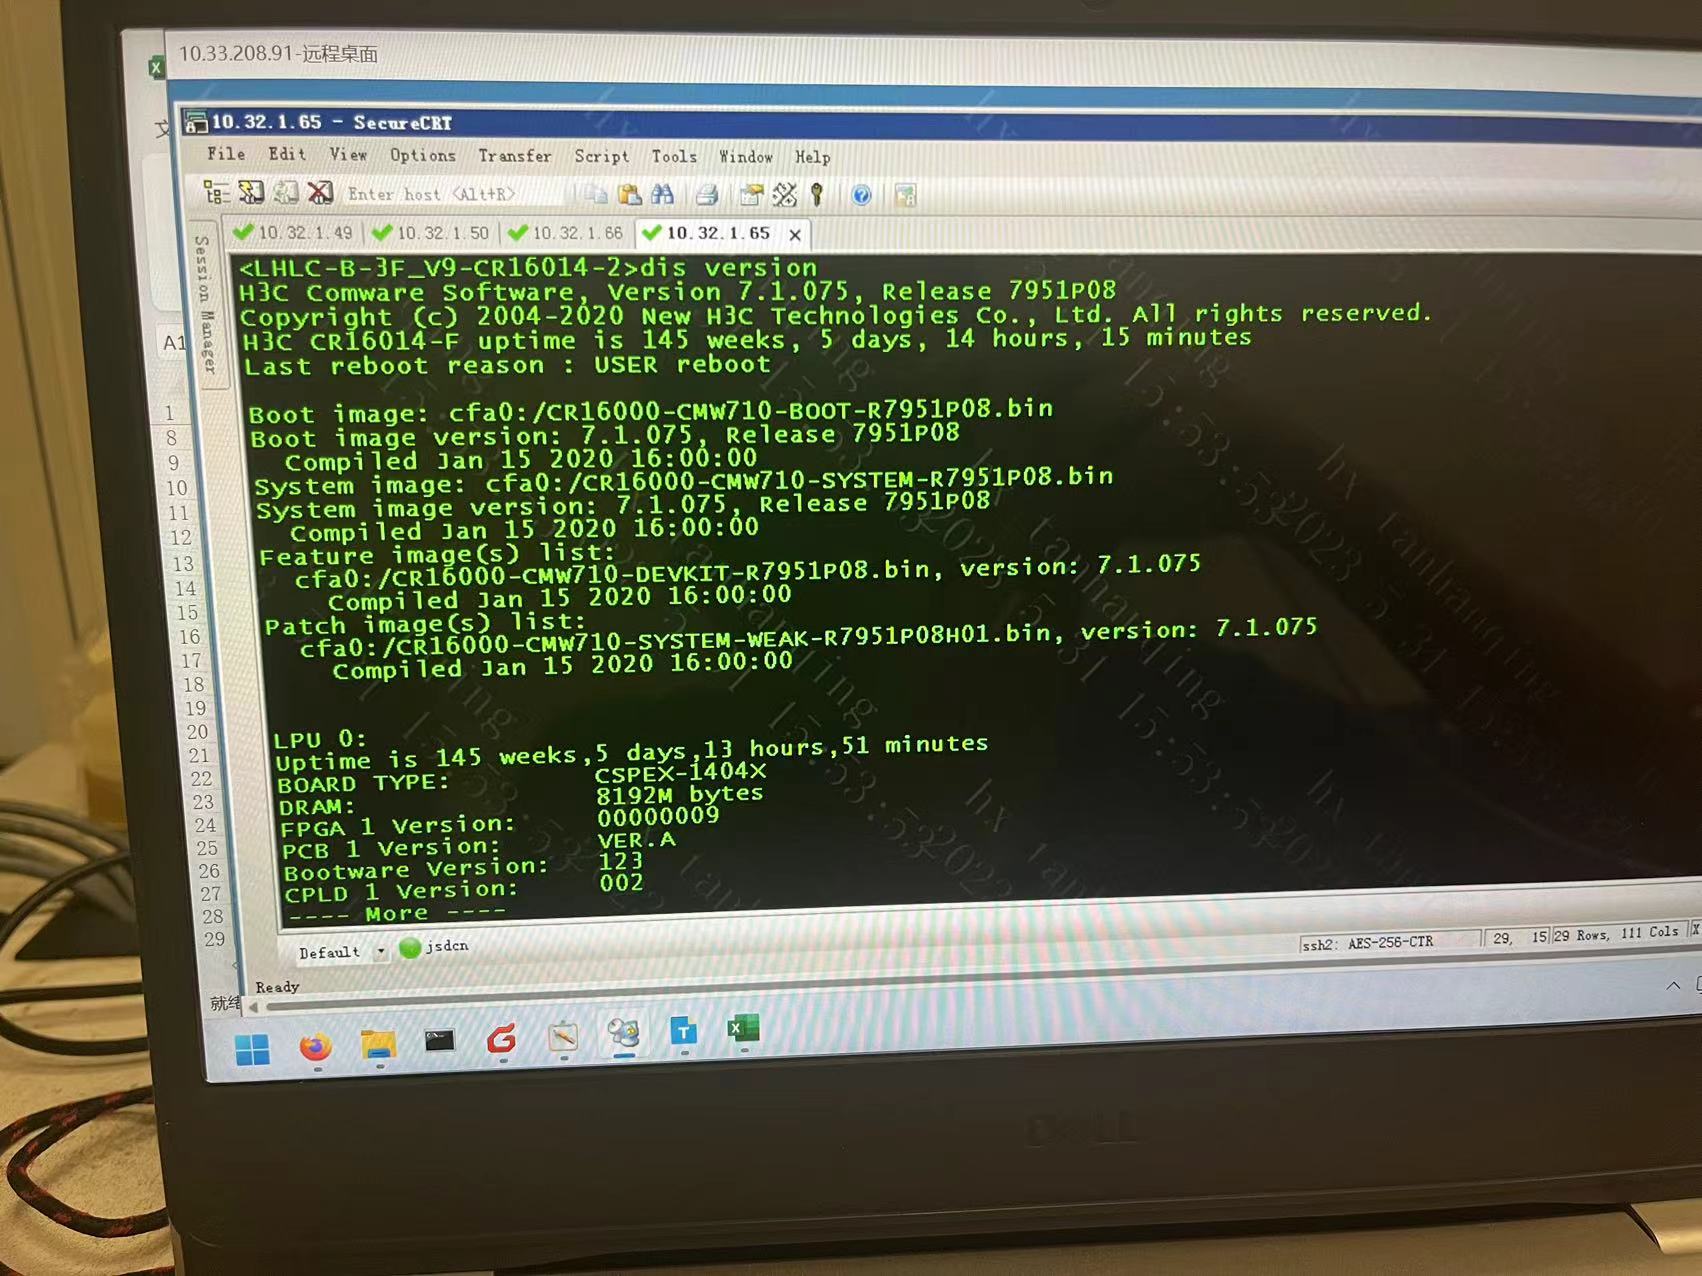 10.33.208.91-远程桌面
10.32.1.65 - SecureCRT
File Edit View Options Transfer Script Tools Window Help
Enter host <Alt+R>
Session Manager
10.32.1.49 10.32.1.50 10.32.1.66 10.32.1.65 ×
<LHLC-B-3F_V9-CR16014-2>dis version
H3C Comware Software, Version 7.1.075, Release 7951P08
Copyright (c) 2004-2020 New H3C Technologies Co., Ltd. All rights reserved.
H3C CR16014-F uptime is 145 weeks, 5 days, 14 hours, 15 minutes
Last reboot reason : USER reboot
Boot image: cfa0:/CR16000-CMW710-BOOT-R7951P08.bin
Boot image version: 7.1.075, Release 7951P08
Compiled Jan 15 2020 16:00:00
System image: cfa0:/CR16000-CMW710-SYSTEM-R7951P08.bin
System image version: 7.1.075, Release 7951P08
Compiled Jan 15 2020 16:00:00
Feature image(s) list:
cfa0:/CR16000-CMW710-DEVKIT-R7951P08.bin, version: 7.1.075
Compiled Jan 15 2020 16:00:00
Patch image(s) list:
cfa0:/CR16000-CMW710-SYSTEM-WEAK-R7951P08H01.bin, version: 7.1.075
Compiled Jan 15 2020 16:00:00
LPU 0:
Uptime is 145 weeks,5 days,13 hours,51 minutes
BOARD TYPE: CSPEX-1404X
DRAM: 8192M bytes
FPGA 1 Version: 00000009
PCB 1 Version: VER.A
Bootware Version: 123
CPLD 1 Version: 002
---- More ----
A1
1
8
9
10
11
12
13
14
15
16
17
18
19
20
21
22
23
24
25
26
27
28
29
Default jsdcn
ssh2: AES-256-CTR 29, 15 29 Rows, 111 Cols
Ready
就绪
DELL